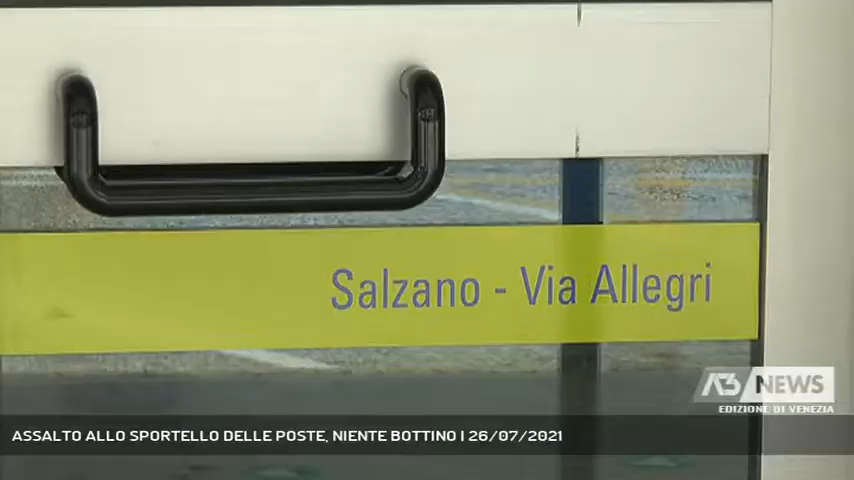 Salzano - Via Allegri
A3 NEWS
EDIZIONE DI VENEZIA
ASSALTO ALLO SPORTELLO DELLE POSTE, NIENTE BOTTINO | 26/07/2021